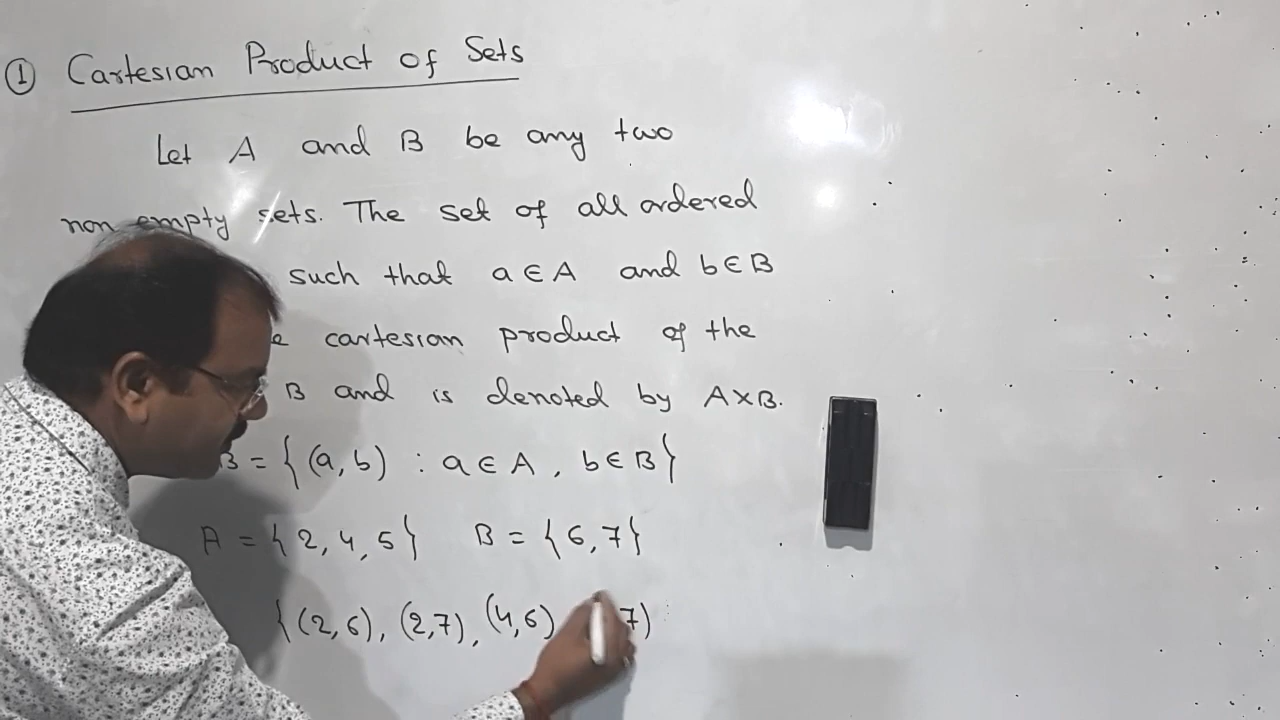 ① Cartesian Product of Sets
Let A and B be any two
non empty sets. The set of all ordered
such that a ∈ A and b ∈ B
cartesian product of the
B and is denoted by A×B.
B = {(a, b) : a ∈ A , b ∈ B}
A = {2, 4, 5} B = {6, 7}
{(2, 6), (2,7), (4,6) 7)